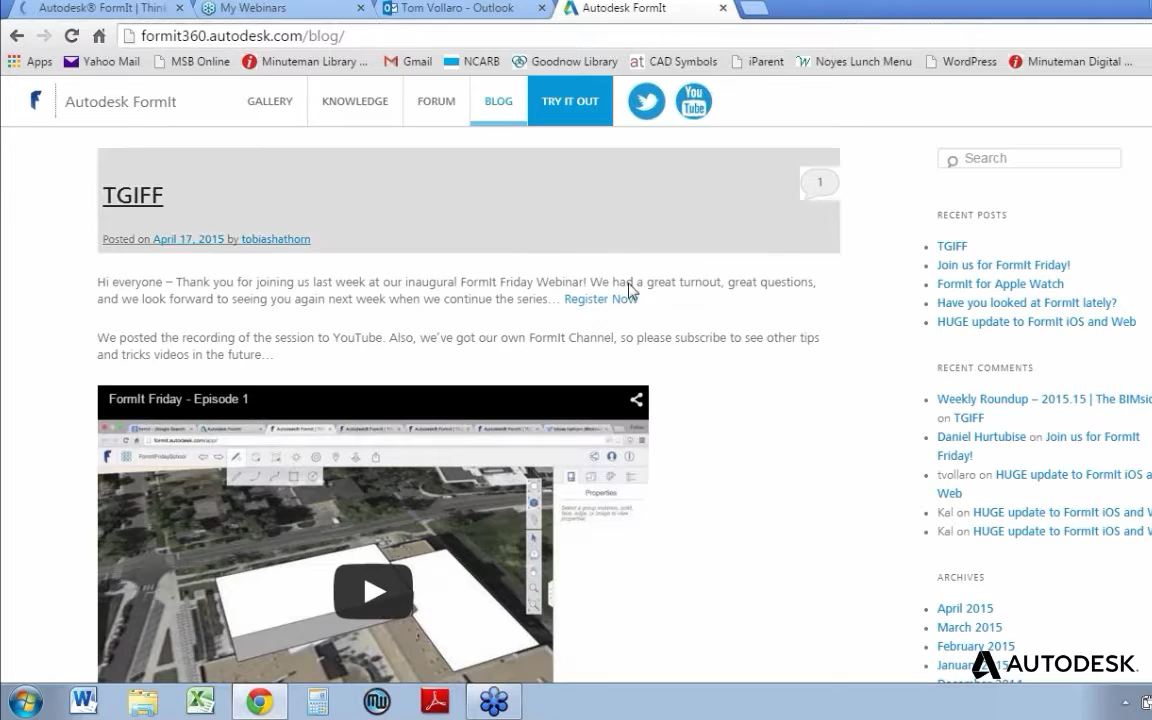 Autodesk® FormIt | Thin
My Webinars
Tom Vollaro - Outlook
Autodesk FormIt
formit360.autodesk.com/blog/
Apps Yahoo Mail MSB Online Minuteman Library ... Gmail NCARB Goodnow Library at CAD Symbols iParent Noyes Lunch Menu WordPress Minuteman Digital ...
Autodesk FormIt GALLERY KNOWLEDGE FORUM BLOG TRY IT OUT You Tube
TGIFF
1
Posted on April 17, 2015 by tobiashathorn
Hi everyone – Thank you for joining us last week at our inaugural FormIt Friday Webinar! We had a great turnout, great questions,
and we look forward to seeing you again next week when we continue the series… Register Now
We posted the recording of the session to YouTube. Also, we've got our own FormIt Channel, so please subscribe to see other tips
and tricks videos in the future…
FormIt Friday - Episode 1
formit.autodesk.com/app/
FormItFridaySchool
Properties
Search
RECENT POSTS
TGIFF
Join us for FormIt Friday!
FormIt for Apple Watch
Have you looked at FormIt lately?
HUGE update to FormIt iOS and Web
RECENT COMMENTS
Weekly Roundup – 2015.15 | The BIMsi
on TGIFF
Daniel Hurtubise on Join us for FormIt
Friday!
tvollaro on HUGE update to FormIt iOS and
Web
Kal on HUGE update to FormIt iOS and W
Kal on HUGE update to FormIt iOS and W
ARCHIVES
April 2015
March 2015
February 2015
AUTODESK.